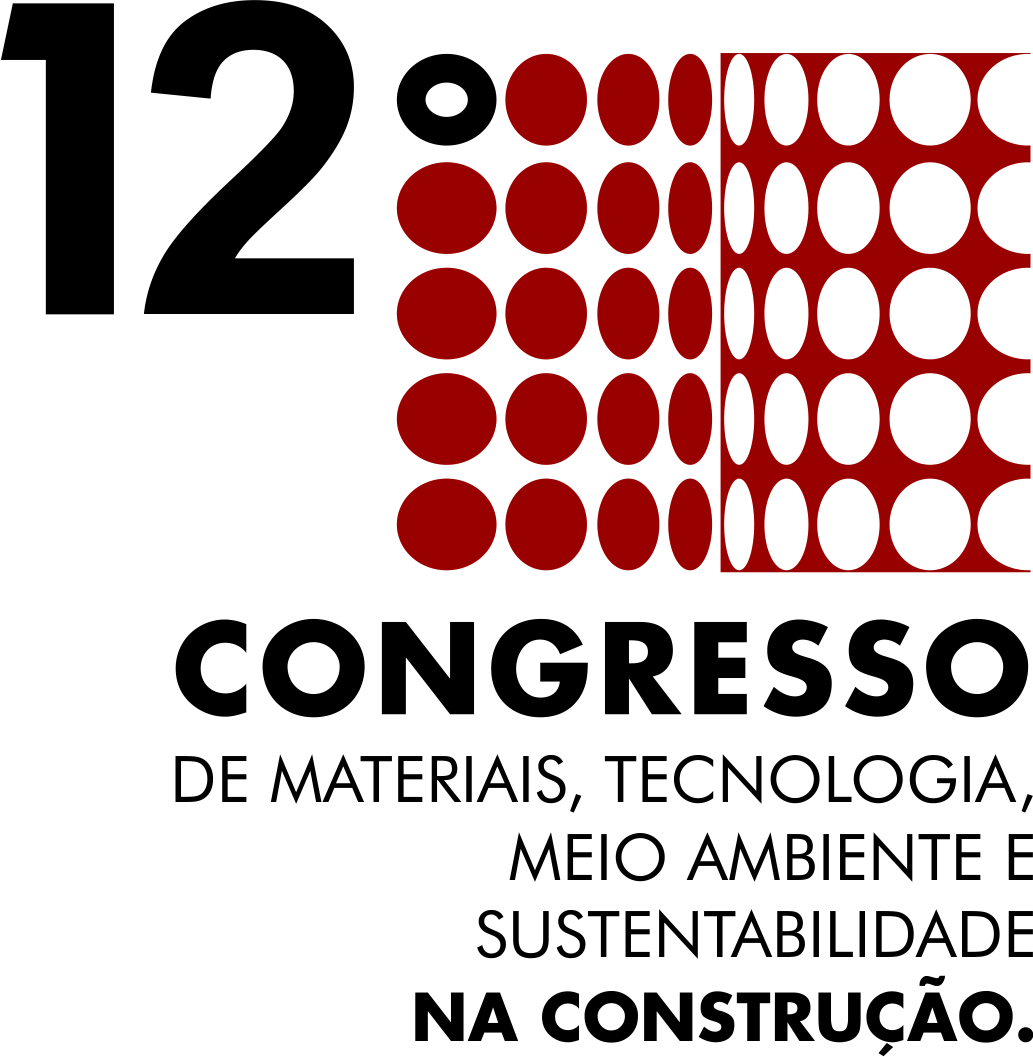 12º
CONGRESSO
DE MATERIAIS, TECNOLOGIA,
MEIO AMBIENTE E
SUSTENTABILIDADE
NA CONSTRUÇÃO.